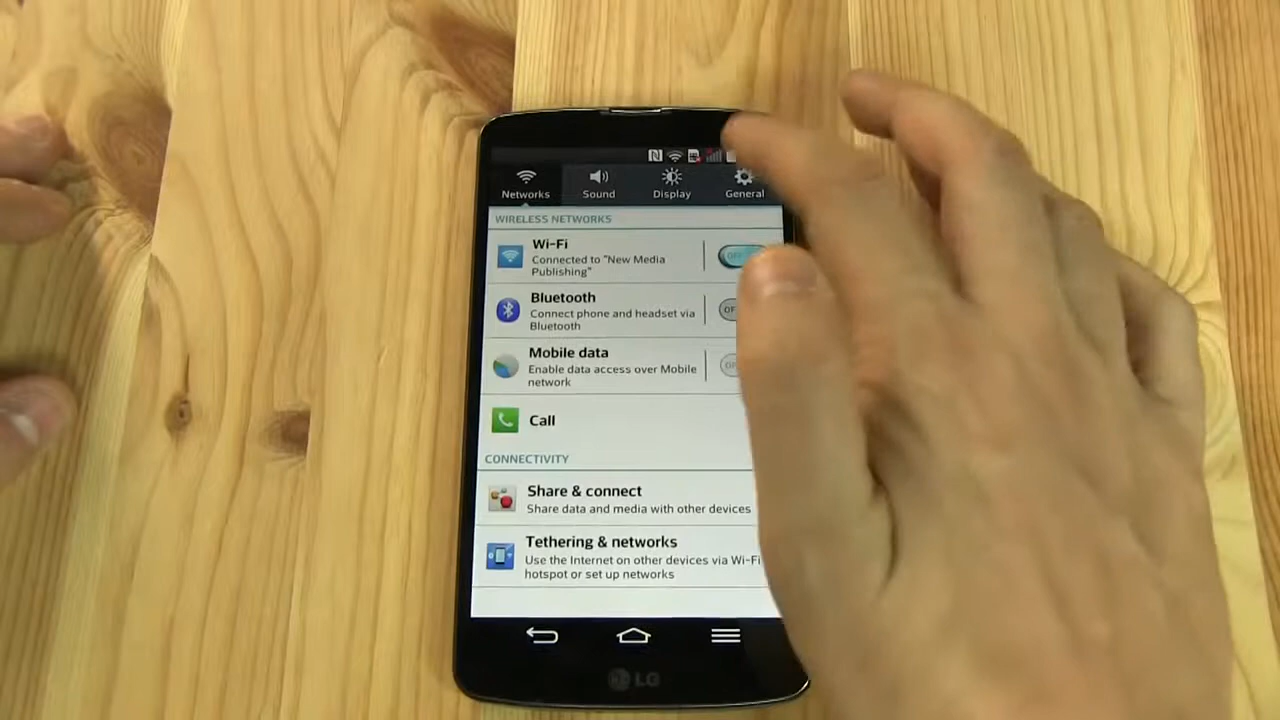 Networks
Sound
Display
General
WIRELESS NETWORKS
Wi-Fi
Connected to "New Media
Publishing"
Bluetooth
Connect phone and headset via
Bluetooth
Mobile data
Enable data access over Mobile
network
Call
CONNECTIVITY
Share & connect
Share data and media with other devices
Tethering & networks
Use the Internet on other devices via Wi-Fi
hotspot or set up networks
LG